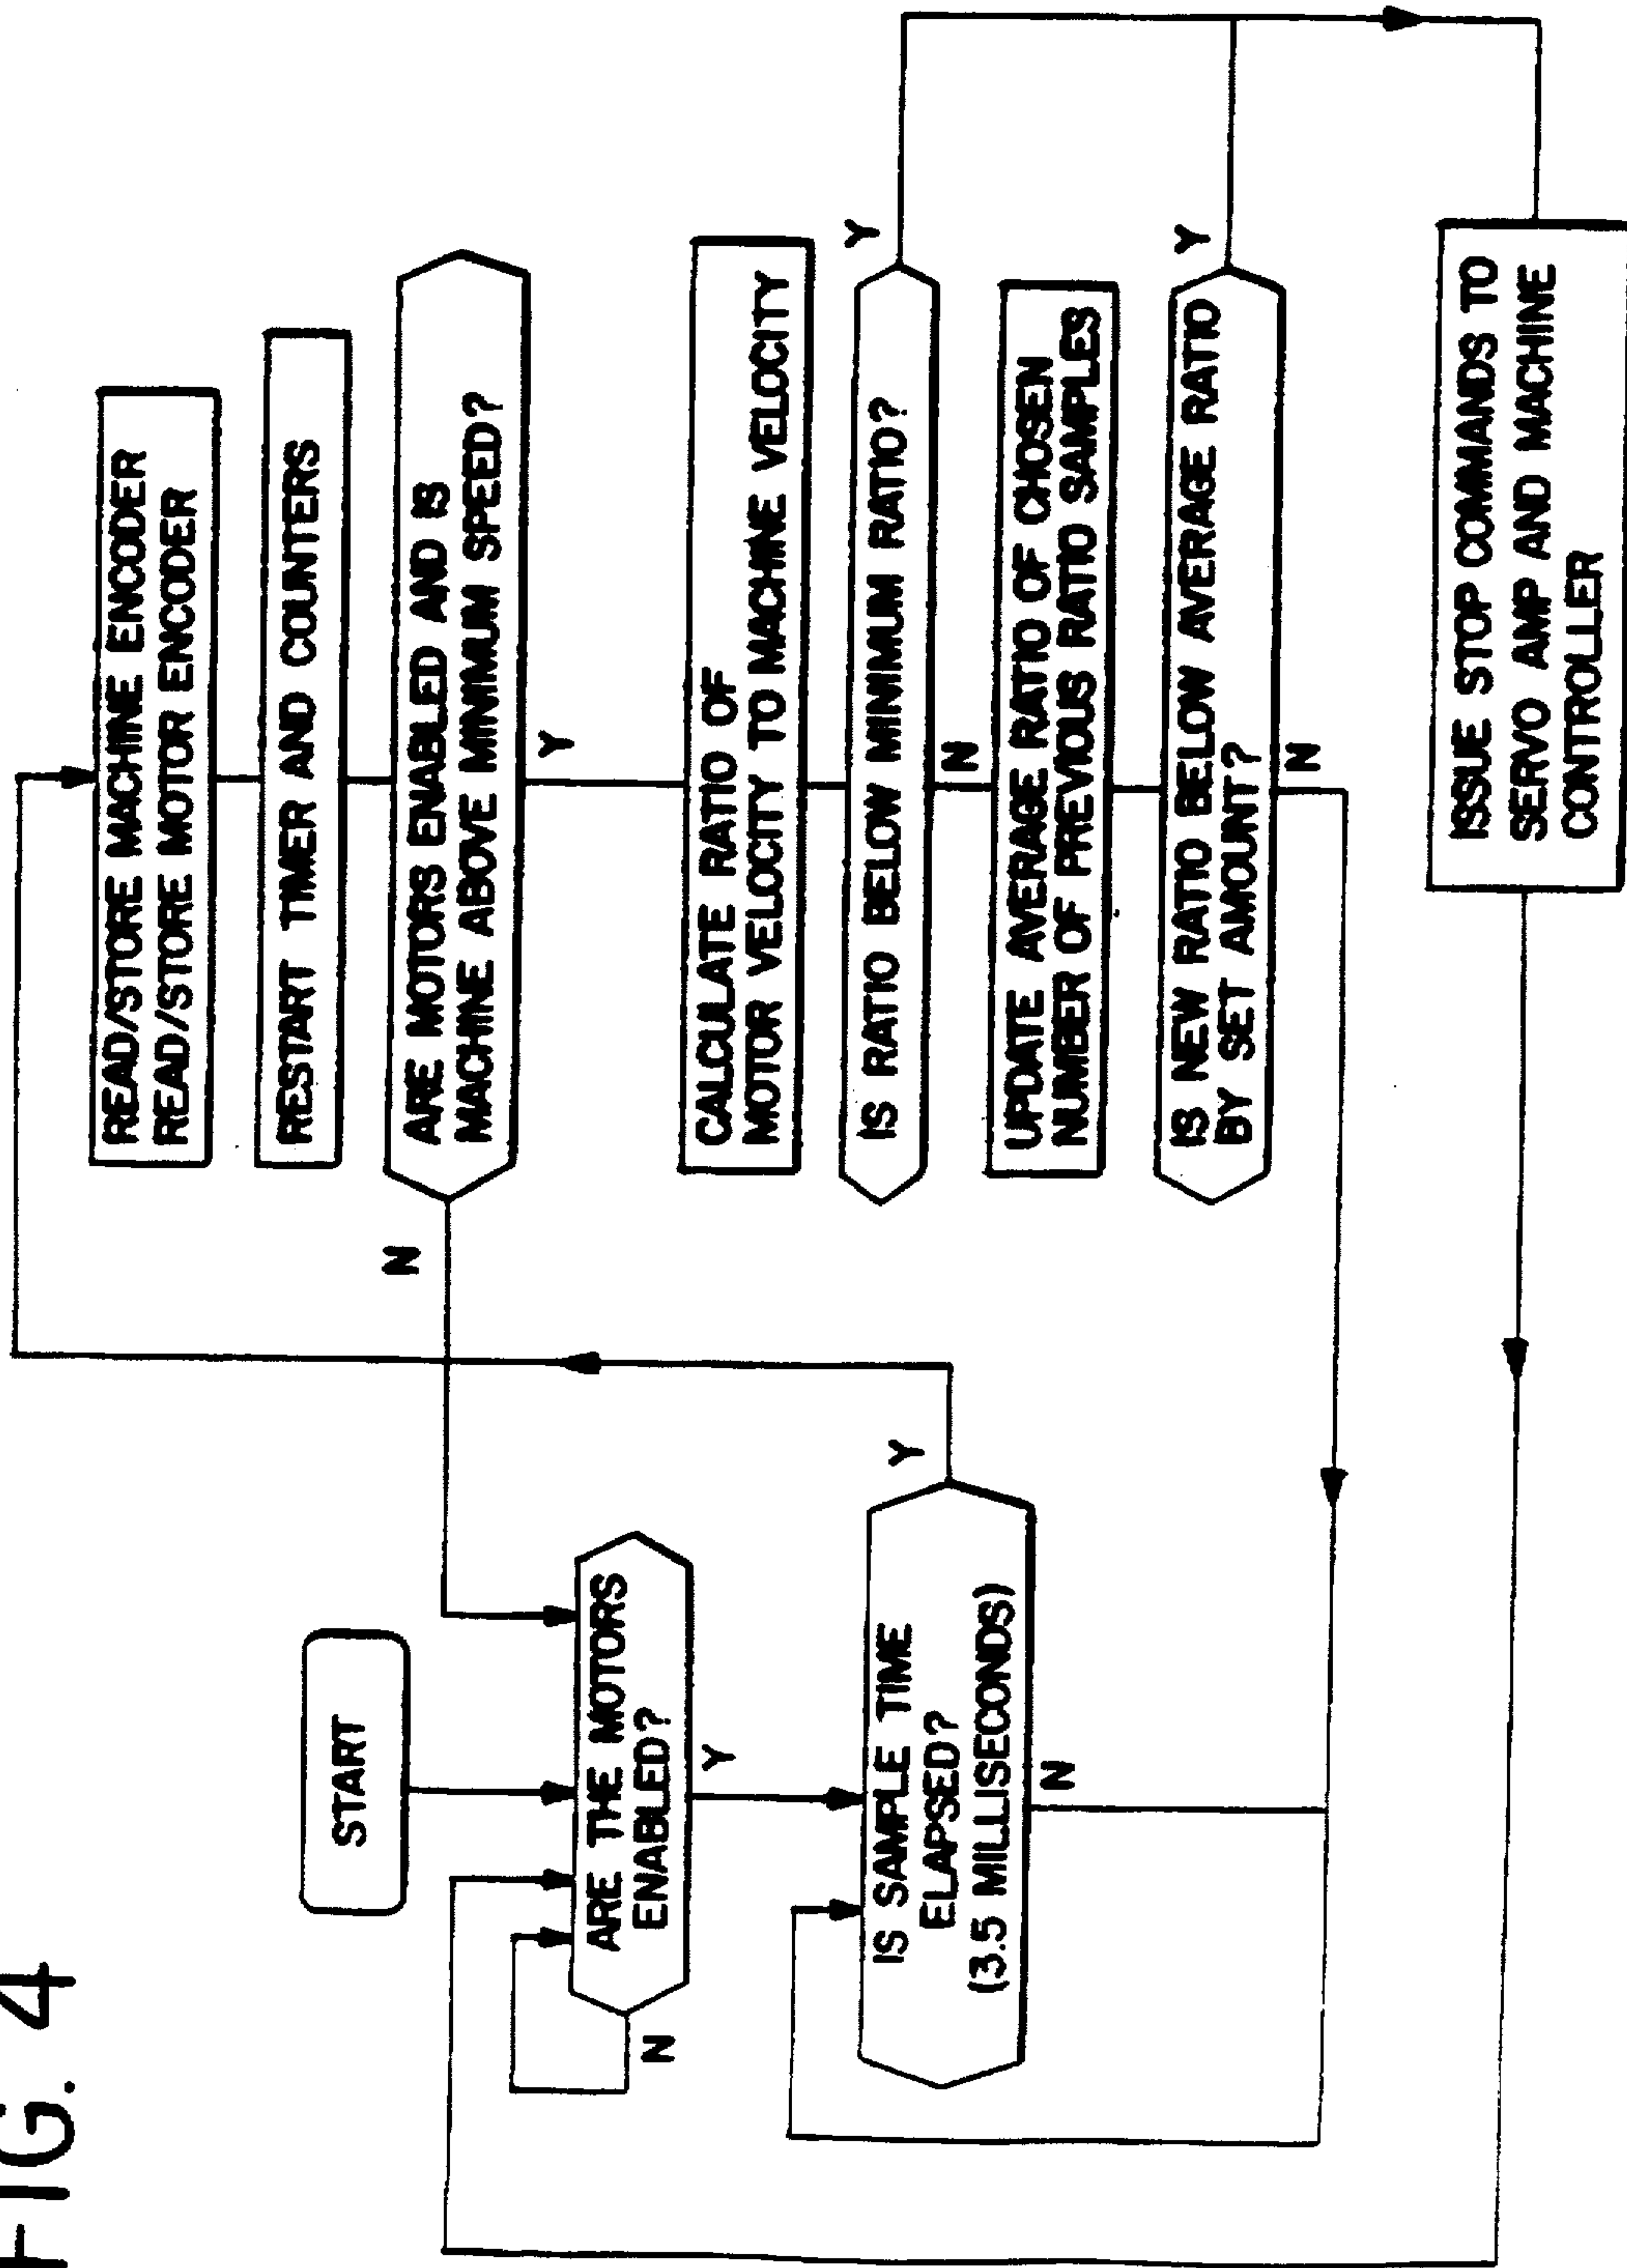 FIG. 4
START
ARE THE MOTORS
ENABLED?
N
Y
IS SAMPLE TIME
ELAPSED?
(3.5 MILLISECONDS)
Y
N
READ/STORE MACHINE ENCODER
READ/STORE MOTOR ENCODER
RESTART TIMER AND COUNTERS
ARE MOTORS ENABLED AND IS
MACHINE ABOVE MINIMUM SPEED?
N
Y
CALCULATE RATIO OF
MOTOR VELOCITY TO MACHINE VELOCITY
IS RATIO BELOW MINIMUM RATIO?
Y
N
UPDATE AVERAGE RATIO OF CHOSEN
NUMBER OF PREVIOUS RATIO SAMPLES
IS NEW RATIO BELOW AVERAGE RATIO
BY SET AMOUNT?
Y
N
ISSUE STOP COMMANDS TO
SERVO AMP AND MACHINE
CONTROLLER